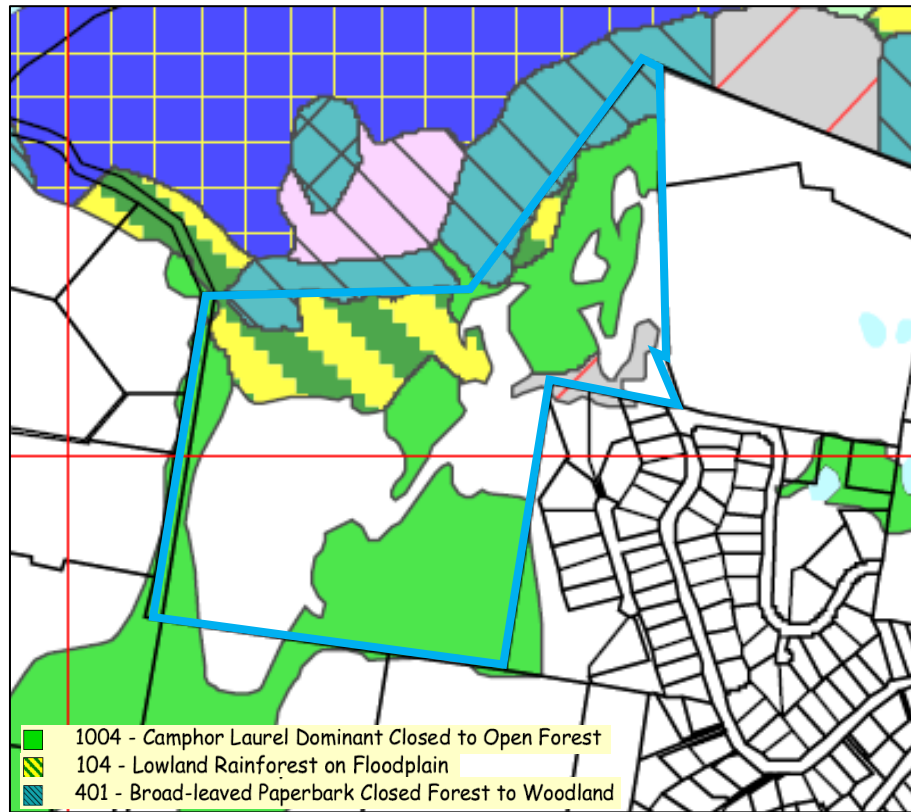 1004 - Camphor Laurel Dominant Closed to Open Forest
104 - Lowland Rainforest on Floodplain
401 - Broad-leaved Paperbark Closed Forest to Woodland